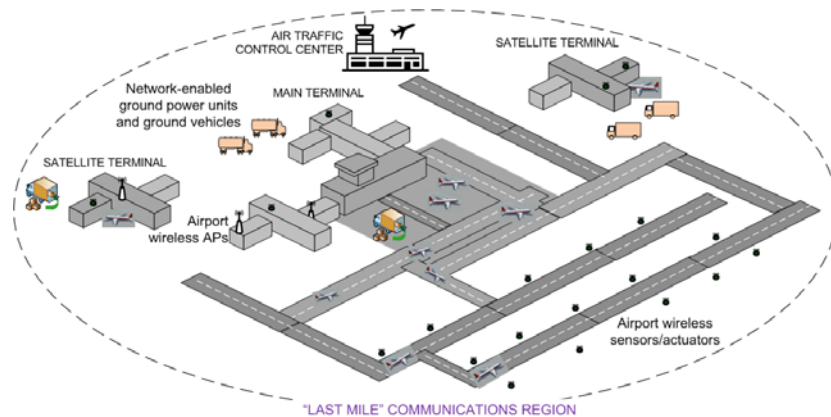 AIR TRAFFIC
CONTROL CENTER
SATELLITE TERMINAL
Network-enabled
ground power units
and ground vehicles
MAIN TERMINAL
SATELLITE TERMINAL
Airport
wireless APs
Airport wireless
sensors/actuators
"LAST MILE" COMMUNICATIONS REGION